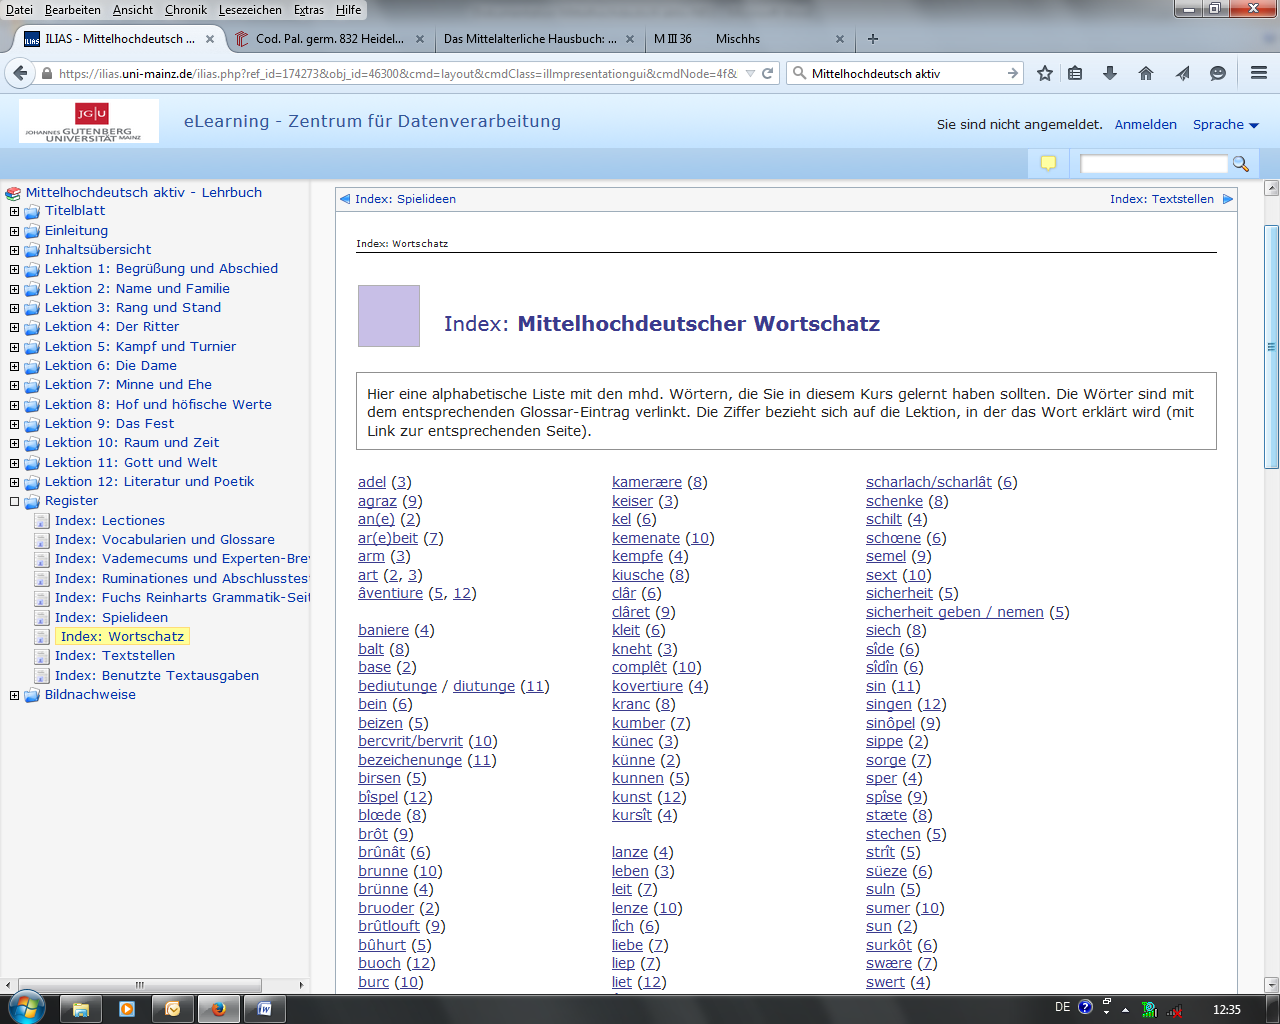 Datei Bearbeiten Ansicht Chronik Lesezeichen Extras Hilfe
ILIAS - Mittelhochdeutsch ... Cod. Pal. germ. 832 Heidel... Das Mittelalterliche Hausbuch: ... M III 36 Mischhs
https://ilias.uni-mainz.de/ilias.php?ref_id=174273&obj_id=46300&cmd=layout&cmdClass=illmpresentationgui&cmdNode=4f& Mittelhochdeutsch aktiv
JG|U
JOHANNES GUTENBERG
UNIVERSITÄT MAINZ
eLearning - Zentrum für Datenverarbeitung
Sie sind nicht angemeldet. Anmelden Sprache
Mittelhochdeutsch aktiv - Lehrbuch
Titelblatt
Einleitung
Inhaltsübersicht
Lektion 1: Begrüßung und Abschied
Lektion 2: Name und Familie
Lektion 3: Rang und Stand
Lektion 4: Der Ritter
Lektion 5: Kampf und Turnier
Lektion 6: Die Dame
Lektion 7: Minne und Ehe
Lektion 8: Hof und höfische Werte
Lektion 9: Das Fest
Lektion 10: Raum und Zeit
Lektion 11: Gott und Welt
Lektion 12: Literatur und Poetik
Register
Index: Lectiones
Index: Vocabularien und Glossare
Index: Vademecums und Experten-Brev
Index: Ruminationes und Abschlusstest
Index: Fuchs Reinharts Grammatik-Seit
Index: Spielideen
Index: Wortschatz
Index: Textstellen
Index: Benutzte Textausgaben
Bildnachweise
Index: Spielideen Index: Textstellen
Index: Wortschatz
Index: Mittelhochdeutscher Wortschatz
Hier eine alphabetische Liste mit den mhd. Wörtern, die Sie in diesem Kurs gelernt haben sollten. Die Wörter sind mit
dem entsprechenden Glossar-Eintrag verlinkt. Die Ziffer bezieht sich auf die Lektion, in der das Wort erklärt wird (mit
Link zur entsprechenden Seite).
adel (3)
agraz (9)
an(e) (2)
ar(e)beit (7)
arm (3)
art (2, 3)
âventiure (5, 12)
baniere (4)
balt (8)
base (2)
bediutunge / diutunge (11)
bein (6)
beizen (5)
bercvrit/bervrit (10)
bezeichenunge (11)
birsen (5)
bîspel (12)
blœde (8)
brôt (9)
brûnât (6)
brunne (10)
brünne (4)
bruoder (2)
brûtlouft (9)
bûhurt (5)
buoch (12)
burc (10)
kamerære (8)
keiser (3)
kel (6)
kemenate (10)
kempfe (4)
kiusche (8)
clâr (6)
clâret (9)
kleit (6)
kneht (3)
complêt (10)
kovertiure (4)
kranc (8)
kumber (7)
künec (3)
künne (2)
kunnen (5)
kunst (12)
kursît (4)
lanze (4)
leben (3)
leit (7)
lenze (10)
lîch (6)
liebe (7)
liep (7)
liet (12)
scharlach/scharlât (6)
schenke (8)
schilt (4)
schœne (6)
semel (9)
sext (10)
sicherheit (5)
sicherheit geben / nemen (5)
siech (8)
sîde (6)
sîdîn (6)
sin (11)
singen (12)
sinôpel (9)
sippe (2)
sorge (7)
sper (4)
spîse (9)
stæte (8)
stechen (5)
strît (5)
süeze (6)
suln (5)
sumer (10)
sun (2)
surkôt (6)
swære (7)
swert (4)
DE 12:35